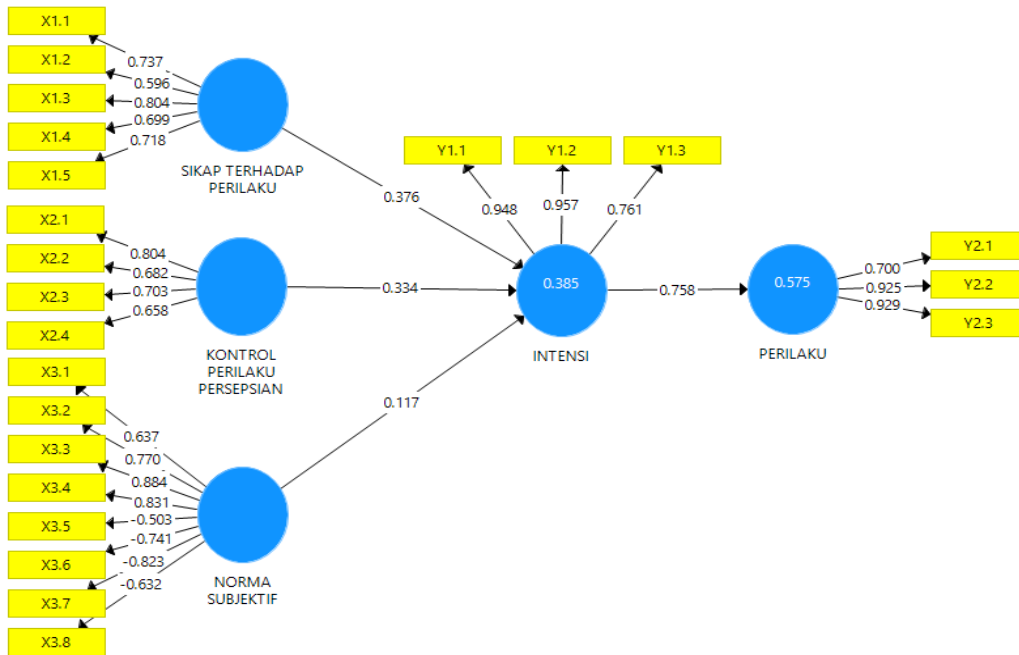 X1.1
X1.2
X1.3
X1.4
X1.5
0.737
0.596
0.804
0.699
0.718
SIKAP TERHADAP
PERILAKU
X2.1
X2.2
X2.3
X2.4
0.804
0.682
0.703
0.658
KONTROL
PERILAKU
PERSEPSIAN
X3.1
X3.2
X3.3
X3.4
X3.5
X3.6
X3.7
X3.8
0.637
0.770
0.884
0.831
-0.503
-0.741
-0.823
-0.632
NORMA
SUBJEKTIF
0.376
0.334
0.117
Y1.1
Y1.2
Y1.3
0.948
0.957
0.761
0.385
INTENSI
0.758
0.575
PERILAKU
0.700
0.925
0.929
Y2.1
Y2.2
Y2.3